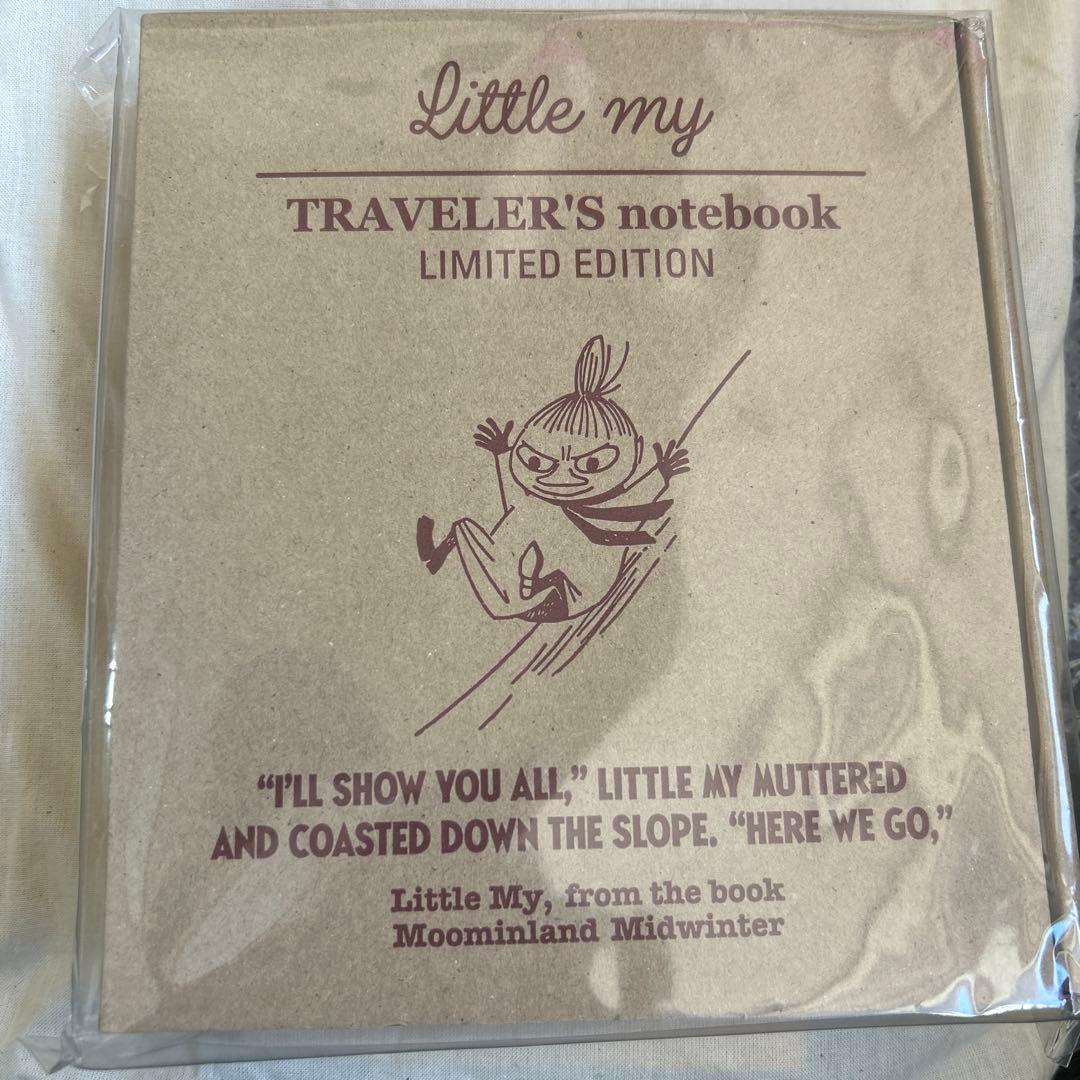 Little my
TRAVELER'S notebook
LIMITED EDITION
“I'LL SHOW YOU ALL,” LITTLE MY MUTTERED
AND COASTED DOWN THE SLOPE. “HERE WE GO,”
Little My, from the book
Moominland Midwinter